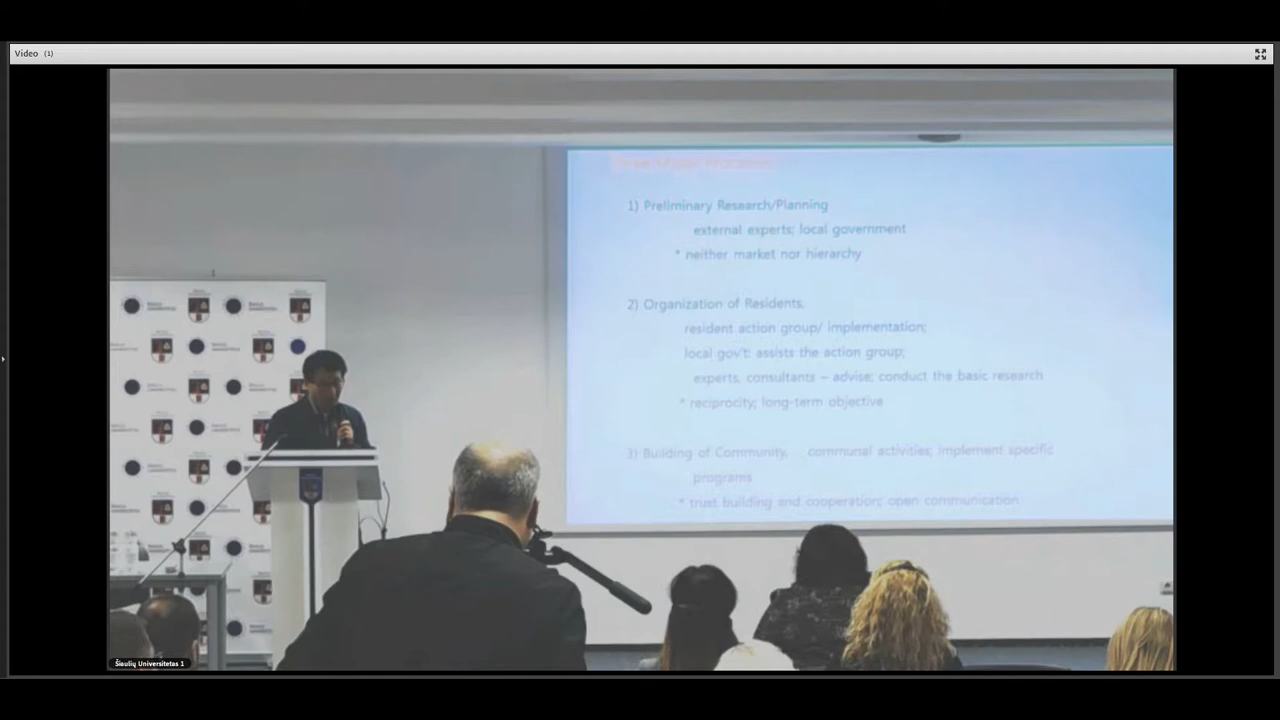 Video (1)
Three Major Processes
1) Preliminary Research/Planning
external experts; local government
* neither market nor hierarchy
2) Organization of Residents,
resident action group/ implementation;
local gov't: assists the action group;
experts, consultants – advise; conduct the basic research
* reciprocity; long-term objective
3) Building of Community, communal activities; implement specific
programs
* trust building and cooperation; open communication
Šiaulių Universitetas 1